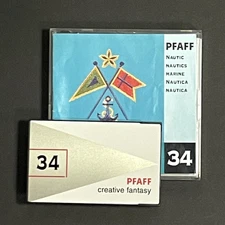 PFAFF
NAUTIC
NAUTICS
MARINE
NAUTICA
NAUTICA
34
34
PFAFF
creative fantasy